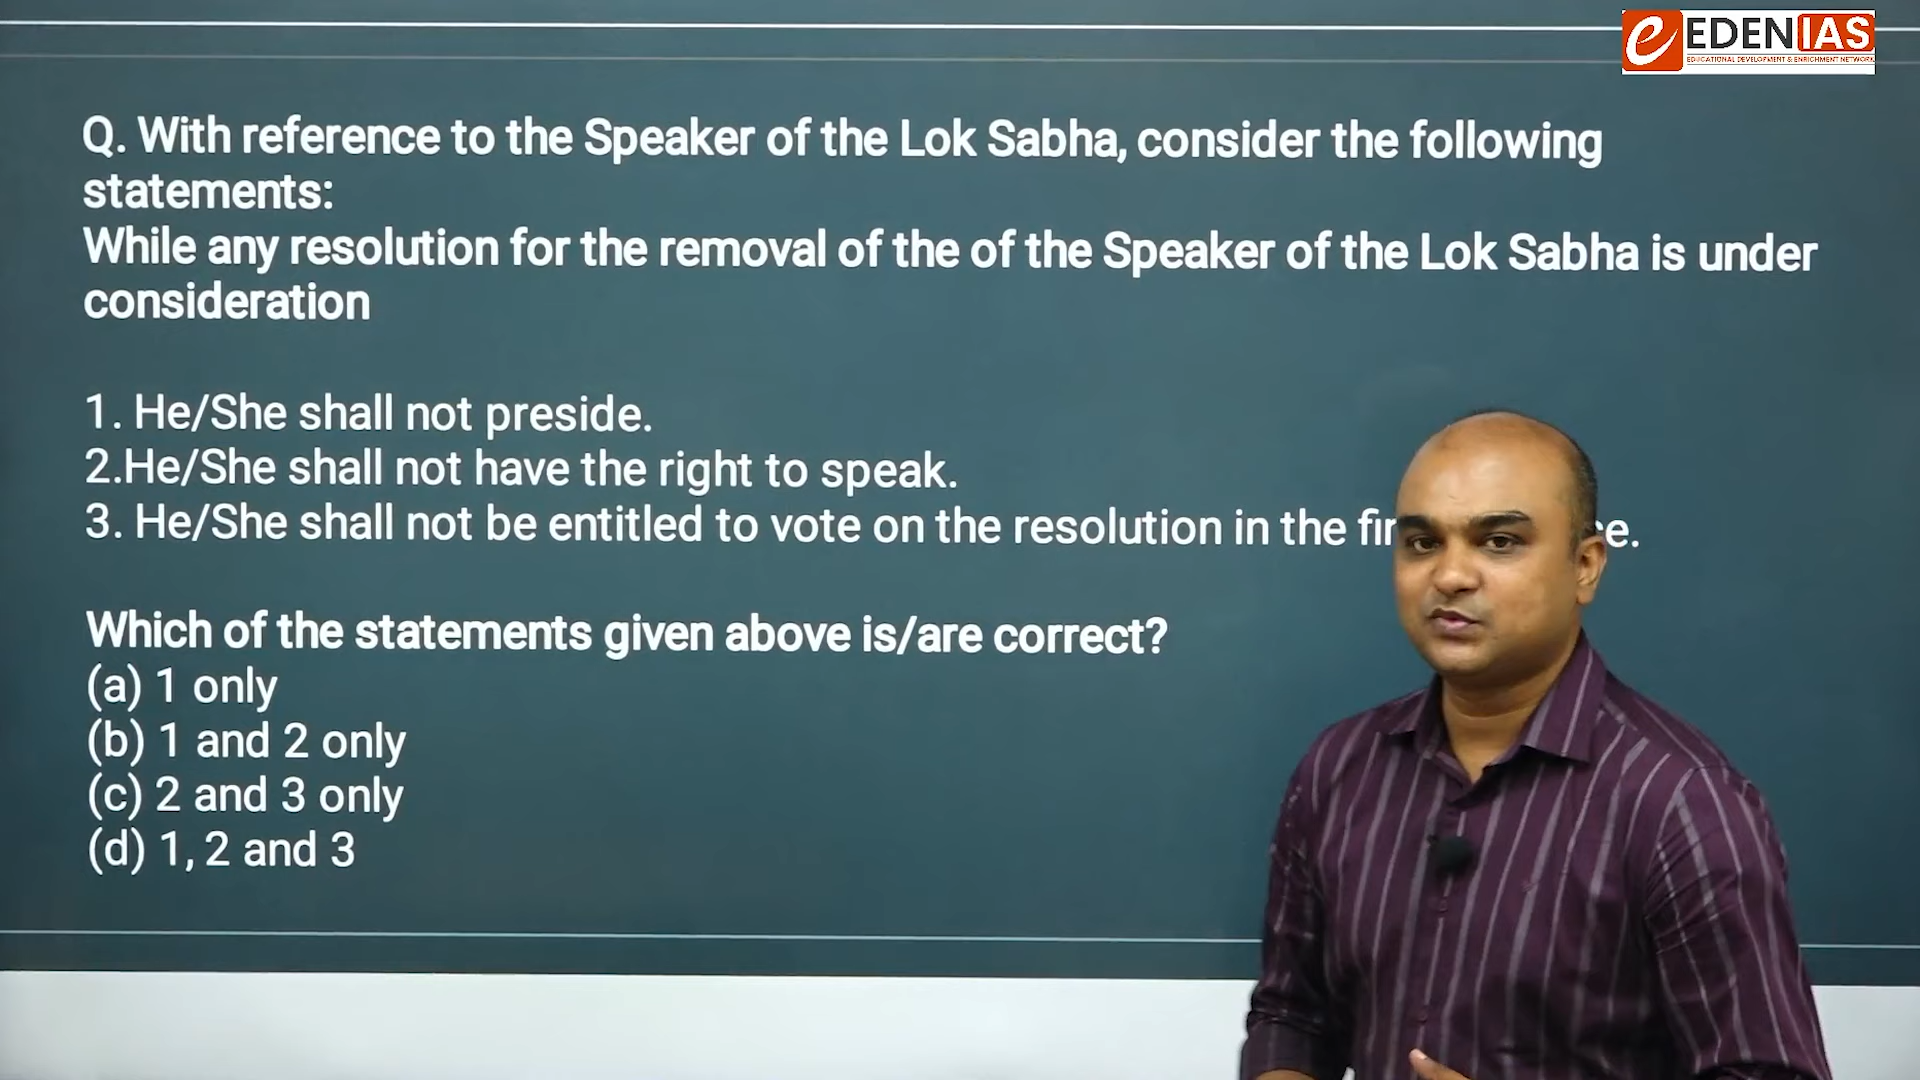 e EDEN IAS
EDUCATIONAL DEVELOPMENT & ENRICHMENT NETWORK
Q. With reference to the Speaker of the Lok Sabha, consider the following
statements:
While any resolution for the removal of the of the Speaker of the Lok Sabha is under
consideration
1. He/She shall not preside.
2.He/She shall not have the right to speak.
3. He/She shall not be entitled to vote on the resolution in the
Which of the statements given above is/are correct?
(a) 1 only
(b) 1 and 2 only
(c) 2 and 3 only
(d) 1, 2 and 3